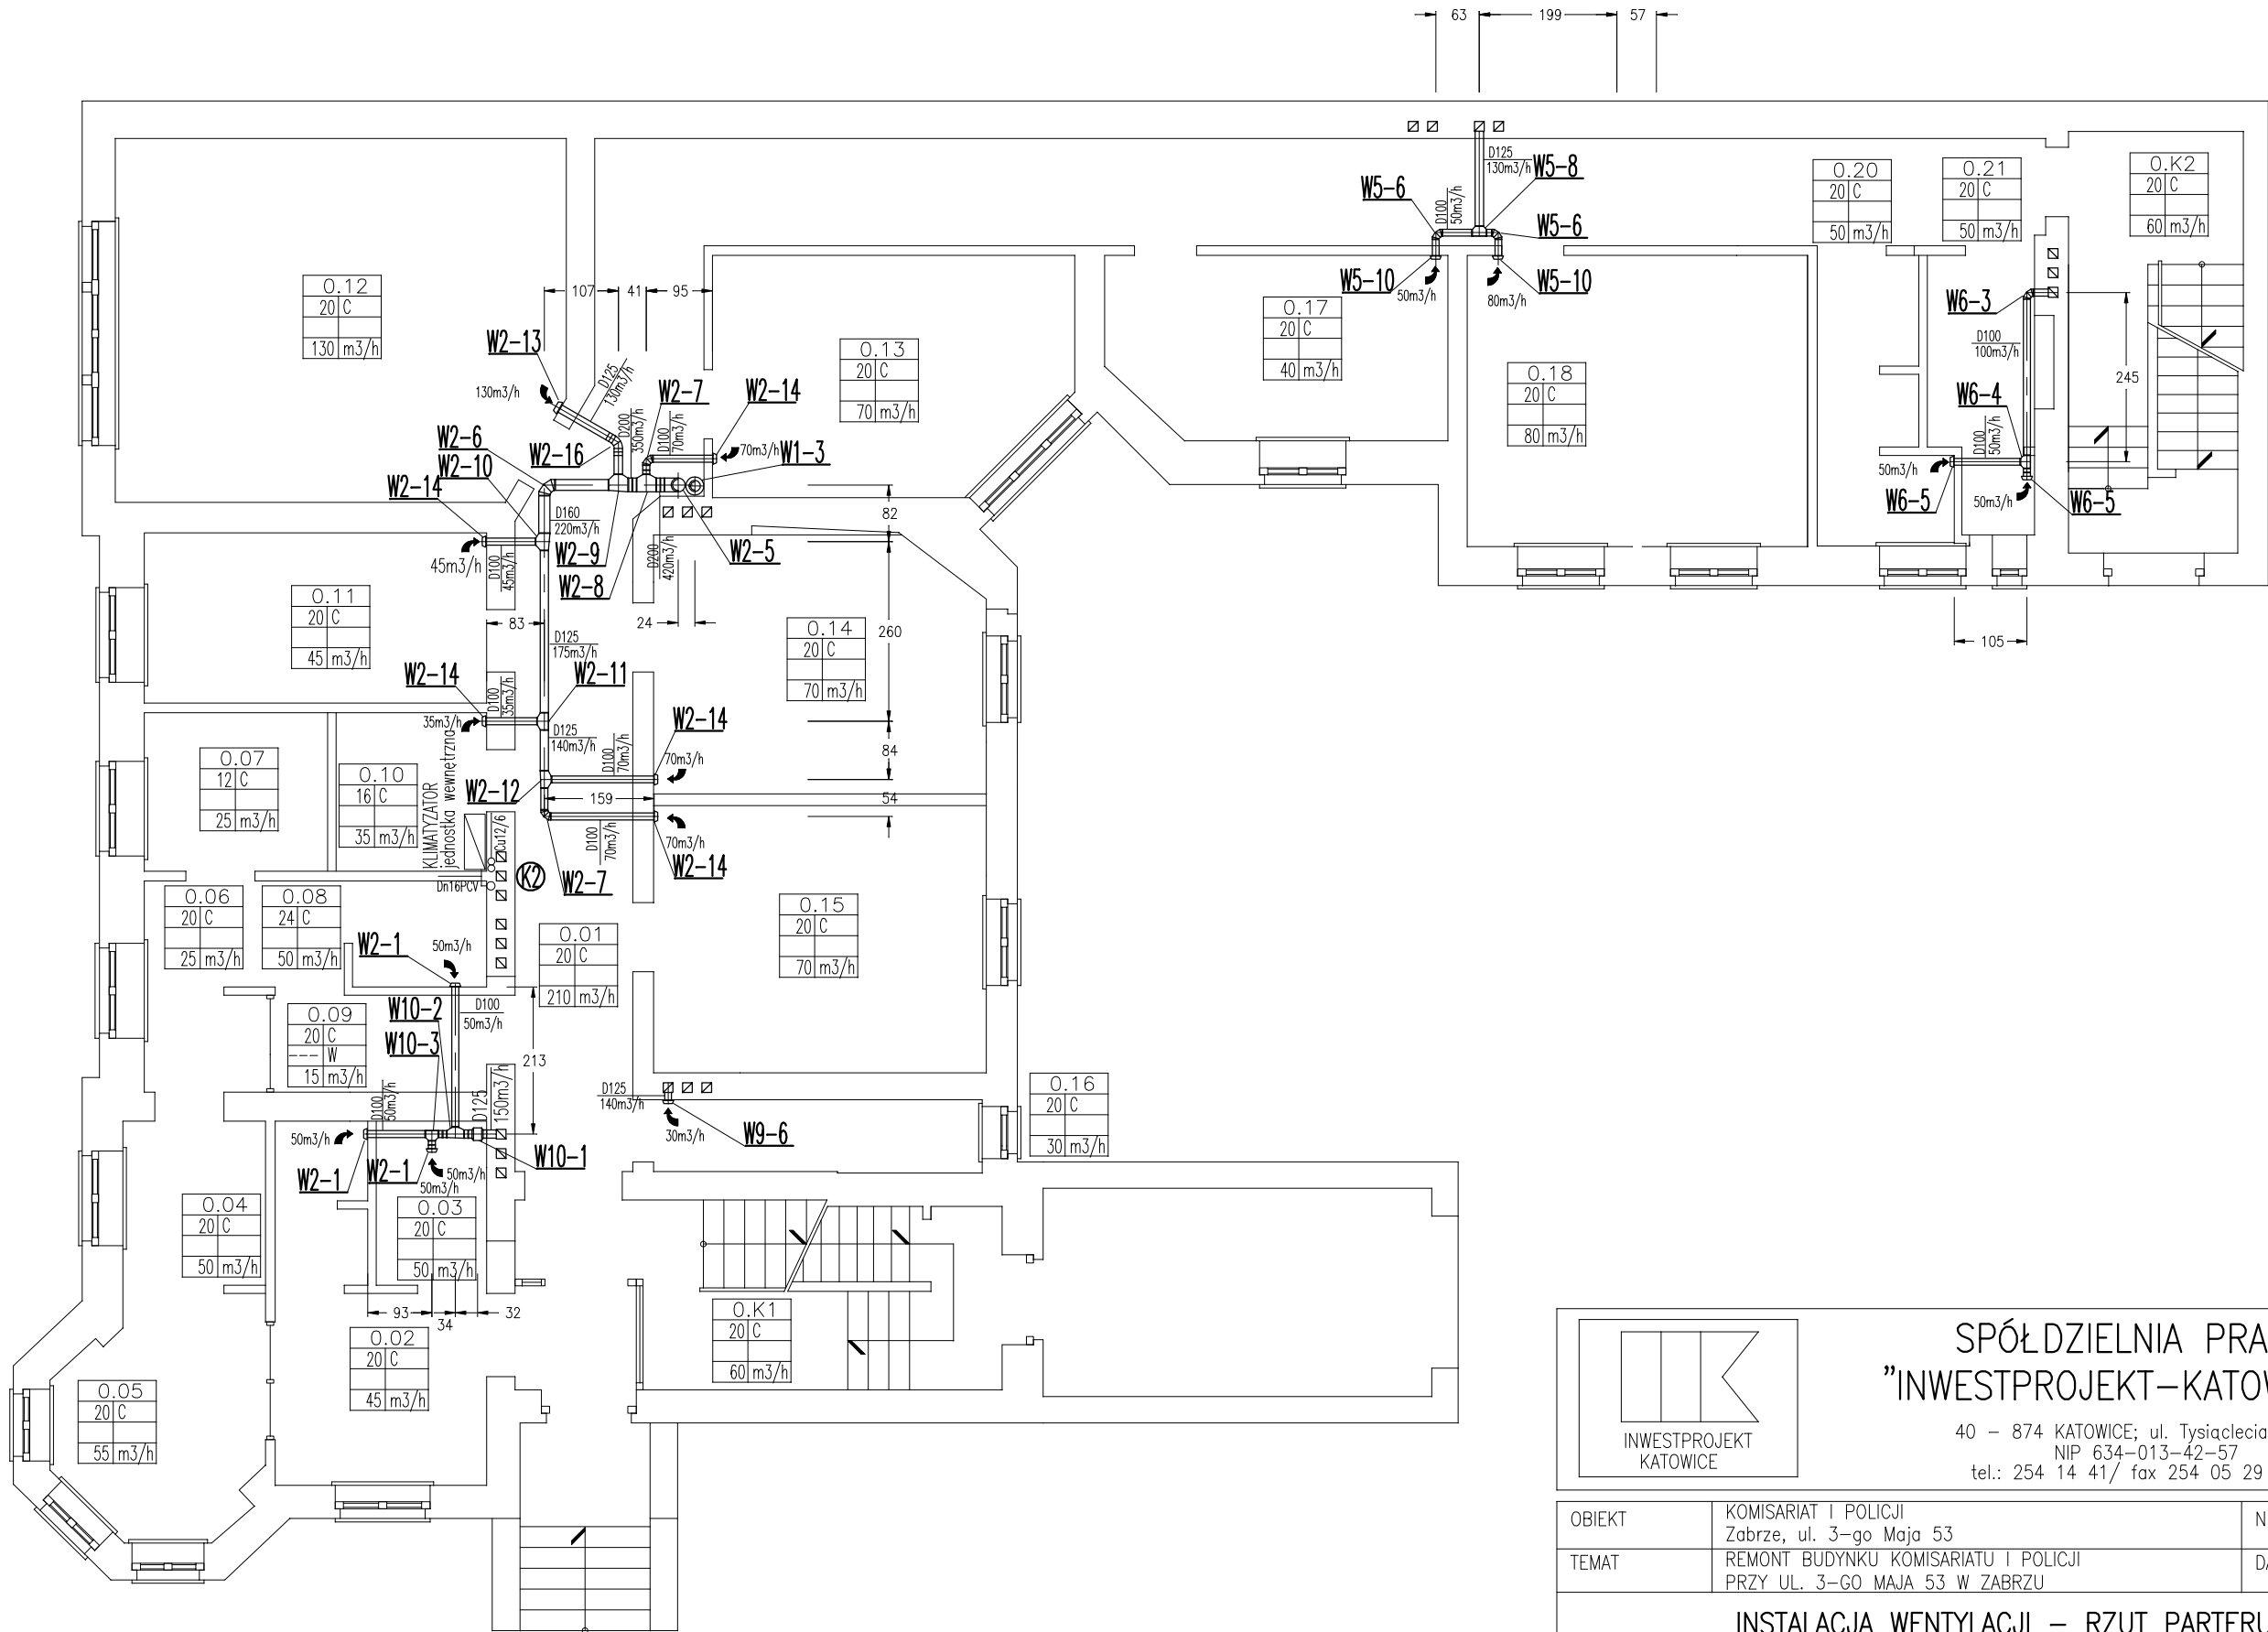 63
199
57
0.12
20 C
130 m3/h
107
41
95
W2-13
130m3/h
D125
130m3/h
D200
350m3/h
W2-7
D100
70m3/h
W2-14
70m3/h
W1-3
W2-6
W2-10
W2-14
W2-16
D160
220m3/h
W2-9
W2-8
D200
420m3/h
W2-5
45m3/h
D100
45m3/h
0.13
20 C
70 m3/h
W5-6
D100
50m3/h
D125
130m3/h
W5-8
W5-6
W5-10
50m3/h
80m3/h
W5-10
0.17
20 C
40 m3/h
0.18
20 C
80 m3/h
0.20
20 C
50 m3/h
0.21
20 C
50 m3/h
0.K2
20 C
60 m3/h
W6-3
D100
100m3/h
W6-4
D100
50m3/h
50m3/h
W6-5
50m3/h
W6-5
245
105
82
260
84
54
24
83
0.11
20 C
45 m3/h
D125
175m3/h
0.14
20 C
70 m3/h
W2-14
D100
35m3/h
35m3/h
W2-11
D125
140m3/h
D100
70m3/h
W2-14
70m3/h
W2-12
159
D100
70m3/h
70m3/h
W2-14
W2-7
0.07
12 C
25 m3/h
0.10
16 C
35 m3/h
KLIMATYZATOR
jednostka wewnętrzna
Cu12/6
Dn16PCV
K2
0.06
20 C
25 m3/h
0.08
24 C
50 m3/h
0.01
20 C
210 m3/h
0.15
20 C
70 m3/h
W2-1
50m3/h
D100
50m3/h
W10-2
W10-3
213
0.09
20 C
---- W
15 m3/h
D100
50m3/h
D125
150m3/h
50m3/h
W2-1
W2-1
50m3/h
50m3/h
W10-1
D125
140m3/h
30m3/h
W9-6
0.16
20 C
30 m3/h
0.04
20 C
50 m3/h
0.03
20 C
50 m3/h
93
34
32
0.02
20 C
45 m3/h
0.05
20 C
55 m3/h
0.K1
20 C
60 m3/h
INWESTPROJEKT
KATOWICE
SPÓŁDZIELNIA PRA
"INWESTPROJEKT-KATOW
40 - 874 KATOWICE; ul. Tysiąclecia
NIP 634-013-42-57
tel.: 254 14 41/ fax 254 05 29
OBIEKT
KOMISARIAT I POLICJI
Zabrze, ul. 3-go Maja 53
N
TEMAT
REMONT BUDYNKU KOMISARIATU I POLICJI
PRZY UL. 3-GO MAJA 53 W ZABRZU
DA
INSTALACJA WENTYLACJI - RZUT PARTERU